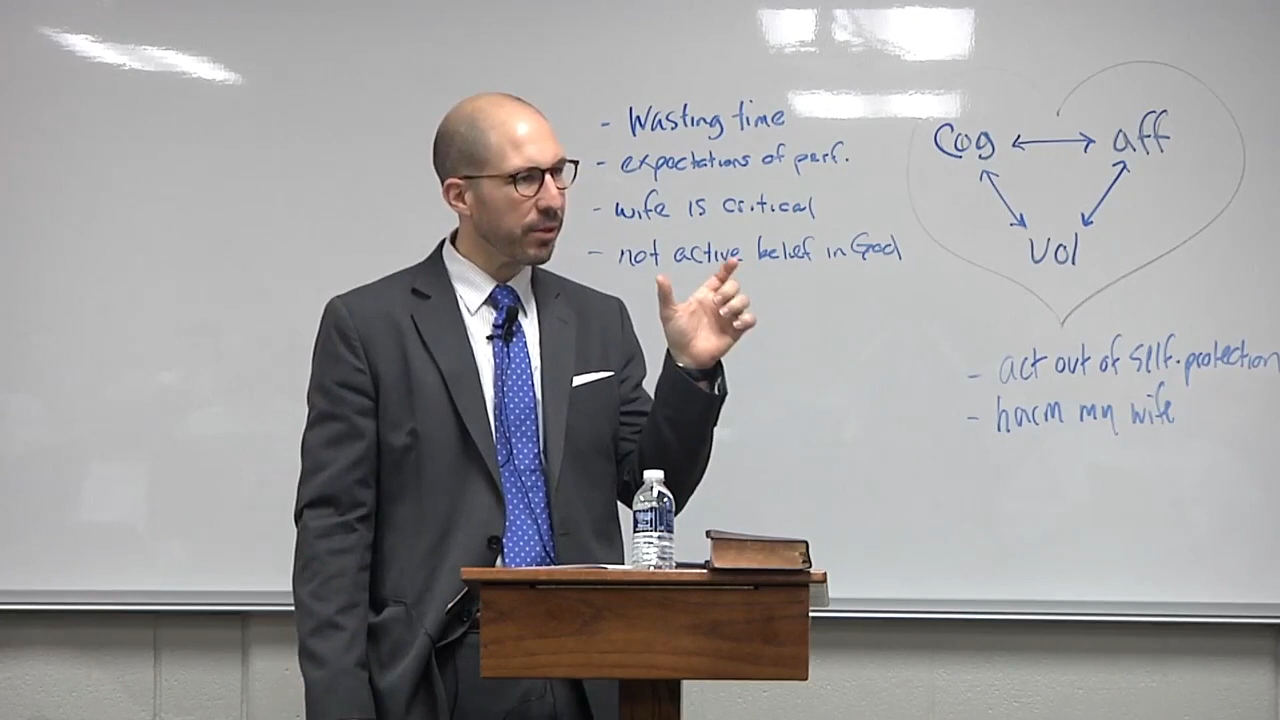 - Wasting time
- expectations of perf.
- wife is critical
- not active belief in God
Cog aff
Vol
- act out of self-protection
- harm my wife